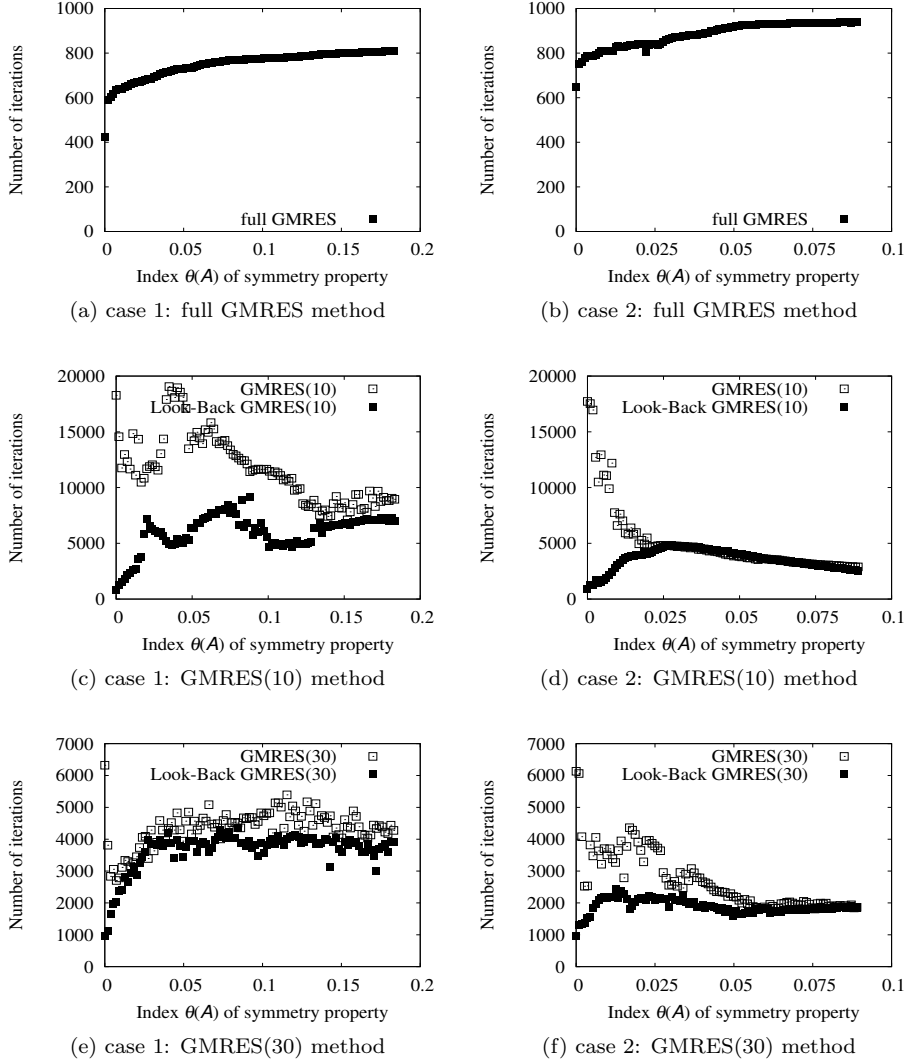 1000
800
600
400
200
0
Number of iterations
full GMRES
0 0.05 0.1 0.15 0.2
Index θ(A) of symmetry property
(a) case 1: full GMRES method
1000
800
600
400
200
0
Number of iterations
full GMRES
0 0.025 0.05 0.075 0.1
Index θ(A) of symmetry property
(b) case 2: full GMRES method
20000
15000
10000
5000
0
Number of iterations
GMRES(10)
Look-Back GMRES(10)
0 0.05 0.1 0.15 0.2
Index θ(A) of symmetry property
(c) case 1: GMRES(10) method
20000
15000
10000
5000
0
Number of iterations
GMRES(10)
Look-Back GMRES(10)
0 0.025 0.05 0.075 0.1
Index θ(A) of symmetry property
(d) case 2: GMRES(10) method
7000
6000
5000
4000
3000
2000
1000
0
Number of iterations
GMRES(30)
Look-Back GMRES(30)
0 0.05 0.1 0.15 0.2
Index θ(A) of symmetry property
(e) case 1: GMRES(30) method
7000
6000
5000
4000
3000
2000
1000
0
Number of iterations
GMRES(30)
Look-Back GMRES(30)
0 0.025 0.05 0.075 0.1
Index θ(A) of symmetry property
(f) case 2: GMRES(30) method